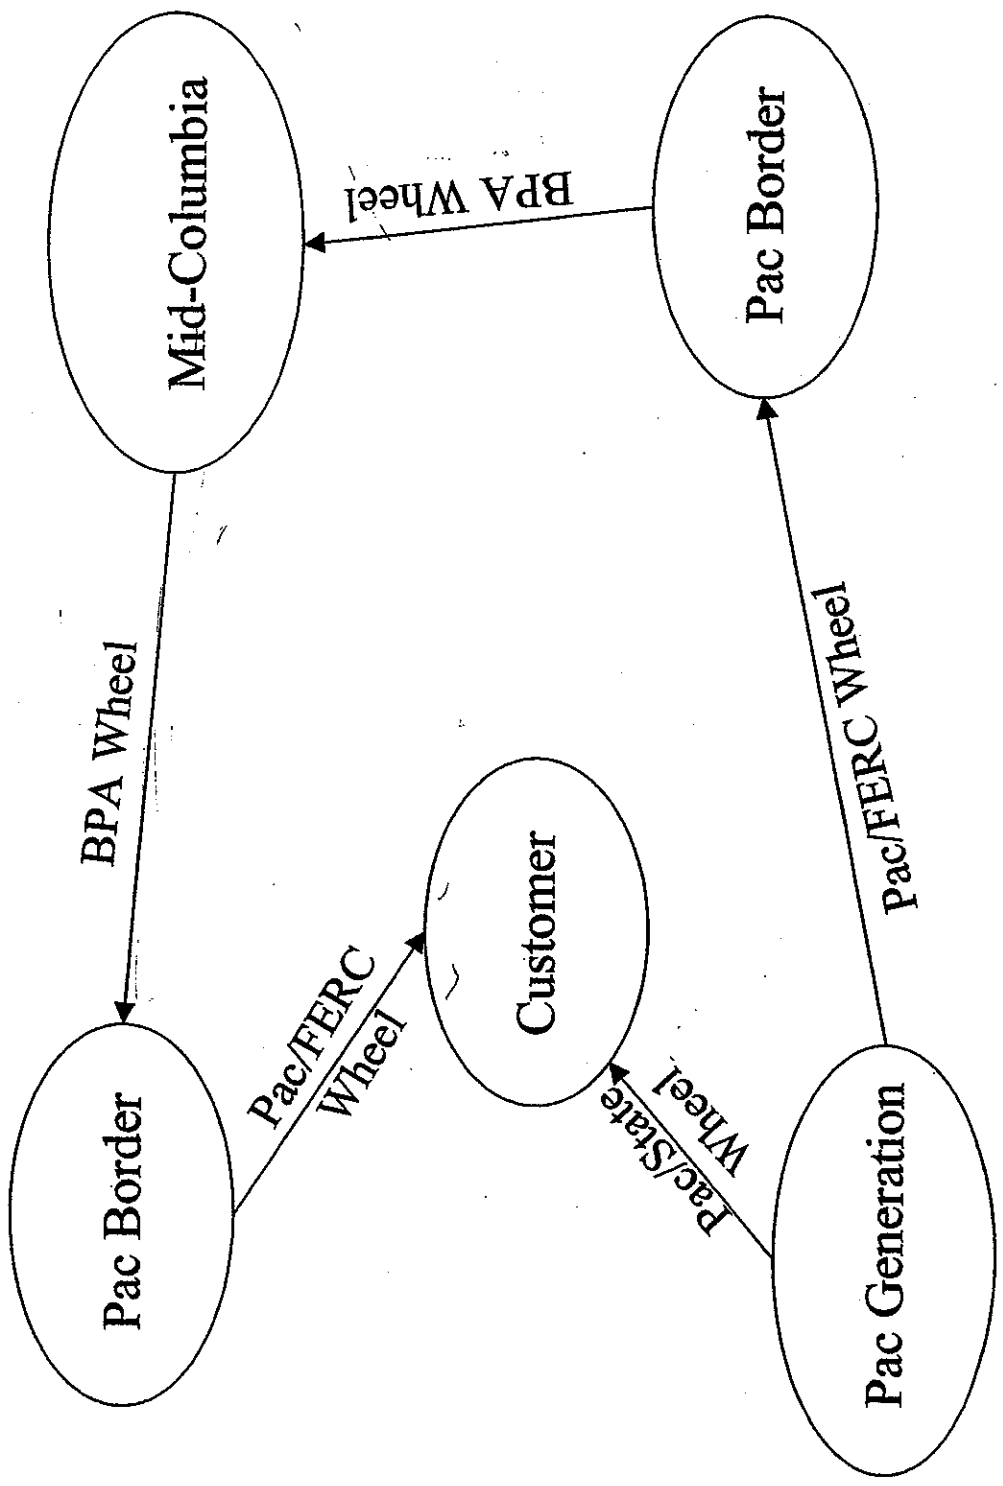 Pac Border
BPA Wheel
Mid-Columbia
Pac/FERC
Wheel
BPA Wheel
Customer
Pac/State
Wheel
Pac Generation
Pac/FERC Wheel
Pac Border